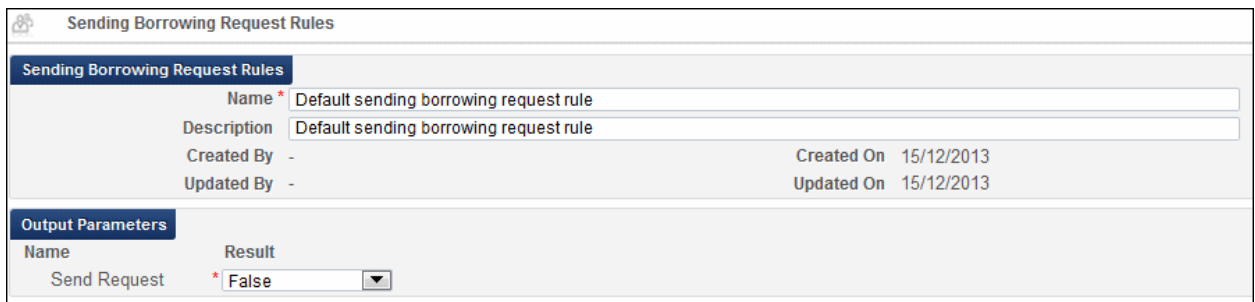 Sending Borrowing Request Rules
Sending Borrowing Request Rules
Name * Default sending borrowing request rule
Description Default sending borrowing request rule
Created By - Created On 15/12/2013
Updated By - Updated On 15/12/2013
Output Parameters
Name Result
Send Request * False